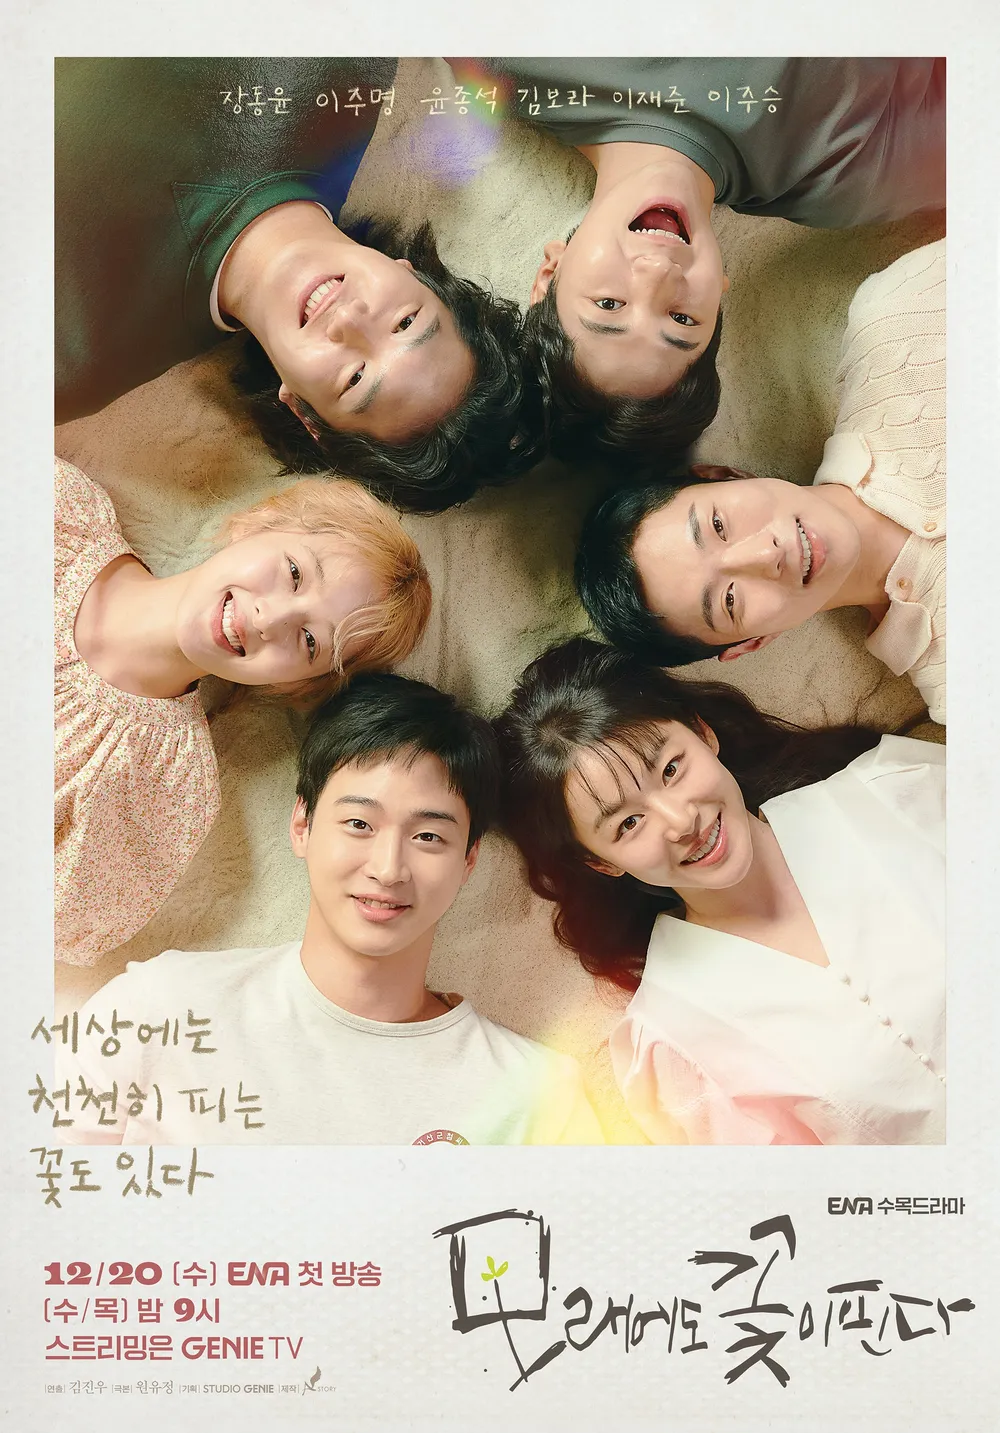 장동윤 이주명 윤종석 김보라 이재준 이주승
세상에는
천천히 피는
꽃도 있다
ENA 수목드라마
모래에도 꽃이 핀다
12/20 (수) ENA 첫 방송
(수/목) 밤 9시
스트리밍은 GENIE TV
|연출| 김진우 |극본| 원유정 |기획| STUDIO GENIE |제작| A STORY